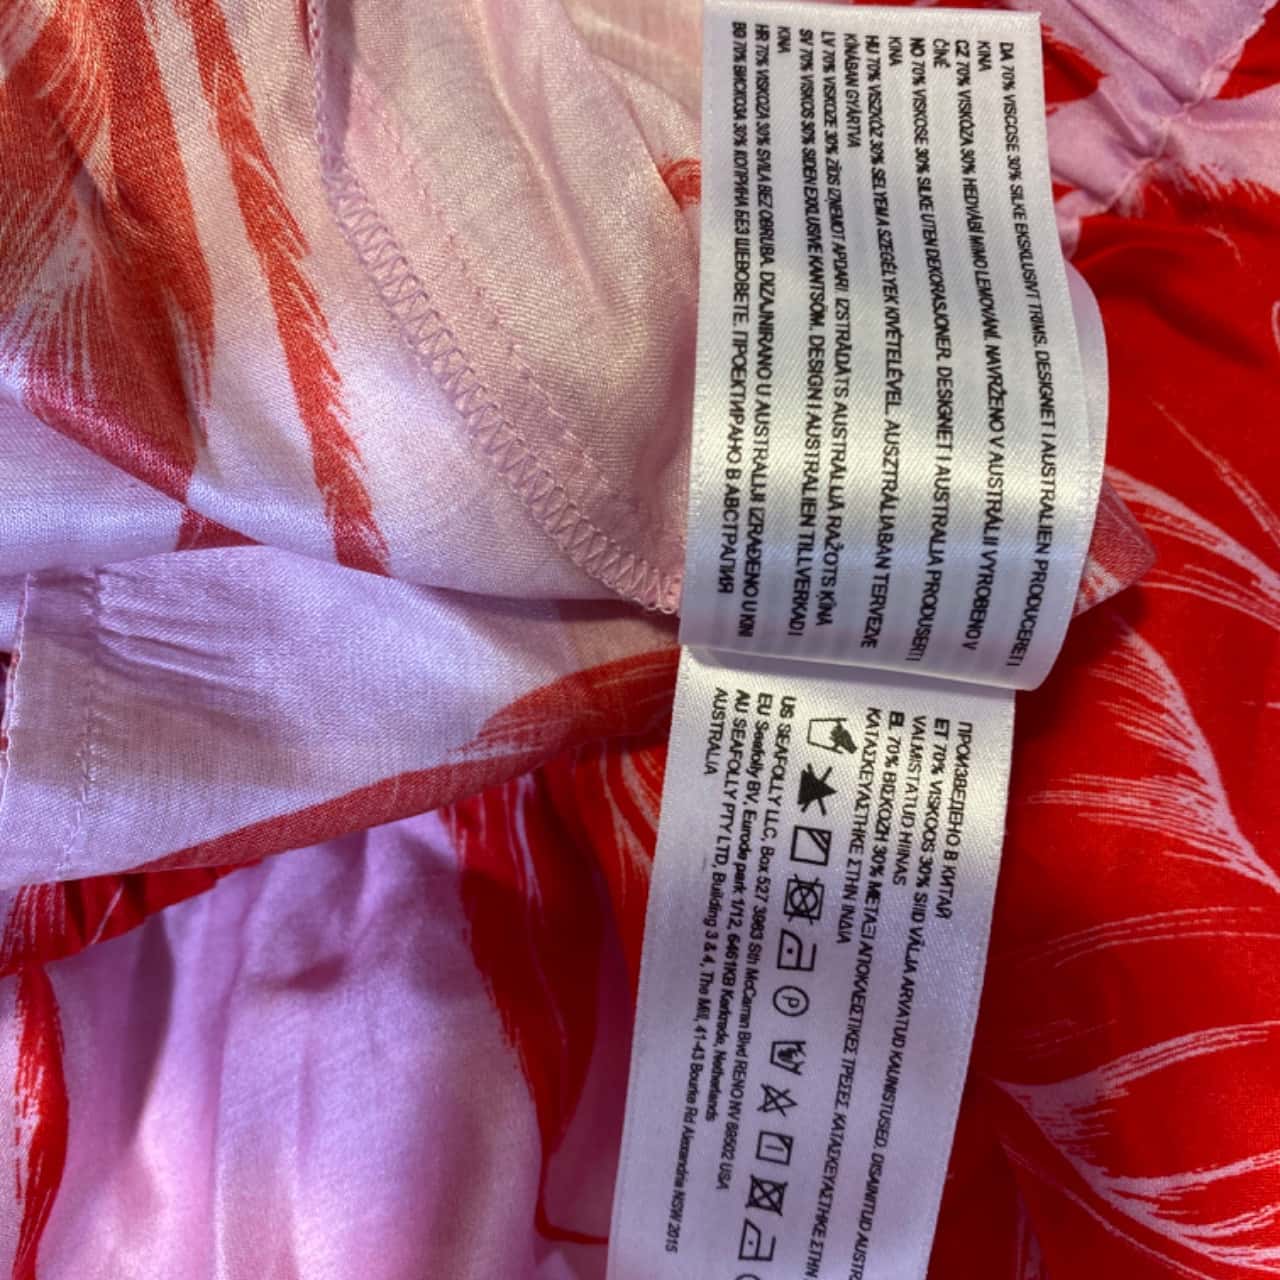 DA 70% VISCOSE 30% SILKE EKSKLUSIVT TRIMS. DESIGNET I AUSTRALIEN PRODUCERET I
KINA
CZ 70% VISKÓZA 30% HEDVÁBÍ MIMO LEMOVÁNÍ. NAVRŽENO V AUSTRÁLII VYROBENO V
ČÍNĚ
NO 70% VISKOSE 30% SILKE UTEN DEKORASJONER. DESIGNET I AUSTRALIA PRODUSERT I
KINA
HU 70% VISZKÓZ 30% SELYEM A SZEGÉLYEK KIVÉTELÉVEL. AUSZTRÁLIÁBAN TERVEZVE
KÍNÁBAN GYÁRTVA
LV 70% VISKOZE 30% ZĪDS IZŅEMOT APDARI. IZSTRĀDĀTS AUSTRĀLIJĀ RAŽOTS ĶĪNĀ
SV 70% VISKOS 30% SIDEN EXKLUSIVE KANTSÖM. DESIGN I AUSTRALIEN TILLVERKAD I
KINA
HR 70% VISKOZA 30% SVILA BEZ OBRUBA. DIZAJNIRANO U AUSTRALIJI IZRAĐENO U KINI
BG 70% ВИСКОЗА 30% КОПРИНА БЕЗ ШЕВОВЕТЕ. ПРОЕКТИРАНО В АВСТРАЛИЯ
ПРОИЗВЕДЕНО В КИТАЙ
ET 70% VISKOOS 30% SIID VÄLJA ARVATUD KAUNISTUSED. DISAINITUD
VALMISTATUD HIINAS
EL 70% ΒΙΣΚΟΖΗ 30% ΜΕΤΑΞΙ ΑΠΟΚΛΕΙΣΤΙΚΕΣ ΤΡΕΣΕΣ. ΚΑΤΑΣΚΕΥΑΣΤΗΚΕ ΣΤΗΝ
ΚΑΤΑΣΚΕΥΑΣΤΗΚΕ ΣΤΗΝ ΙΝΔΙΑ
P
US SEAFOLLY LLC, Box 527 3983 Sth McCarran Blvd RENO NV 89502 USA
EU Seafolly BV, Eurode park 1/12, 6461KB Kerkrade, Netherlands
AU SEAFOLLY PTY LTD, Building 3 & 4, The Mill, 41-43 Bourke Rd Alexandria NSW 2015
AUSTRALIA